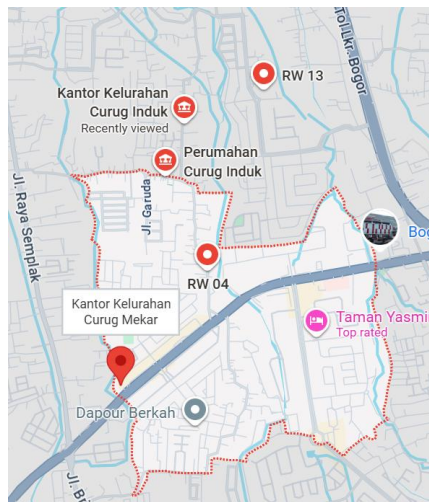 Tol Lkr. Bogor
RW 13
Kantor Kelurahan
Curug Induk
Recently viewed
Perumahan
Curug Induk
Jl. Garuda
Jl. Raya Semplak
Bog
RW 04
Kantor Kelurahan
Curug Mekar
Taman Yasmi
Top rated
Dapour Berkah